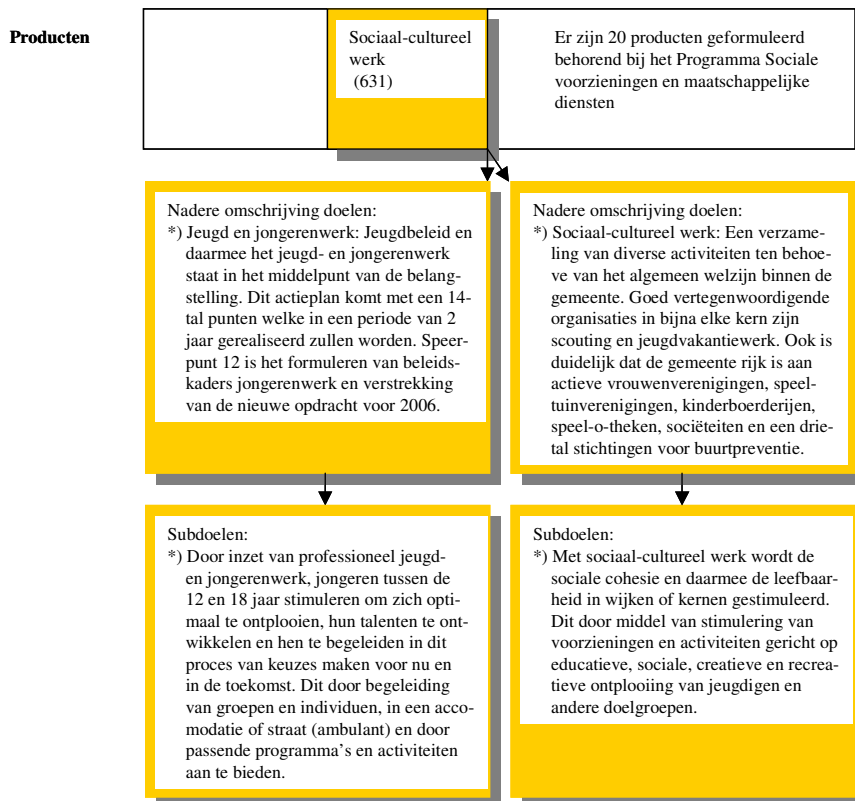 Producten
Sociaal-cultureel
werk
(631)
Er zijn 20 producten geformuleerd
behorend bij het Programma Sociale
voorzieningen en maatschappelijke
diensten
Nadere omschrijving doelen:
*) Jeugd en jongerenwerk: Jeugdbeleid en
daarmee het jeugd- en jongerenwerk
staat in het middelpunt van de belang-
stelling. Dit actieplan komt met een 14-
tal punten welke in een periode van 2
jaar gerealiseerd zullen worden. Speer-
punt 12 is het formuleren van beleids-
kaders jongerenwerk en verstrekking
van de nieuwe opdracht voor 2006.
Nadere omschrijving doelen:
*) Sociaal-cultureel werk: Een verzame-
ling van diverse activiteiten ten behoe-
ve van het algemeen welzijn binnen de
gemeente. Goed vertegenwoordigende
organisaties in bijna elke kern zijn
scouting en jeugdvakantiewerk. Ook is
duidelijk dat de gemeente rijk is aan
actieve vrouwenverenigingen, speel-
tuinverenigingen, kinderboerderijen,
speel-o-theken, sociëteiten en een drie-
tal stichtingen voor buurtpreventie.
Subdoelen:
*) Door inzet van professioneel jeugd-
en jongerenwerk, jongeren tussen de
12 en 18 jaar stimuleren om zich opti-
maal te ontplooien, hun talenten te ont-
wikkelen en hen te begeleiden in dit
proces van keuzes maken voor nu en
in de toekomst. Dit door begeleiding
van groepen en individuen, in een acco-
modatie of straat (ambulant) en door
passende programma's en activiteiten
aan te bieden.
Subdoelen:
*) Met sociaal-cultureel werk wordt de
sociale cohesie en daarmee de leefbaar-
heid in wijken of kernen gestimuleerd.
Dit door middel van stimulering van
voorzieningen en activiteiten gericht op
educatieve, sociale, creatieve en recrea-
tieve ontplooiing van jeugdigen en
andere doelgroepen.